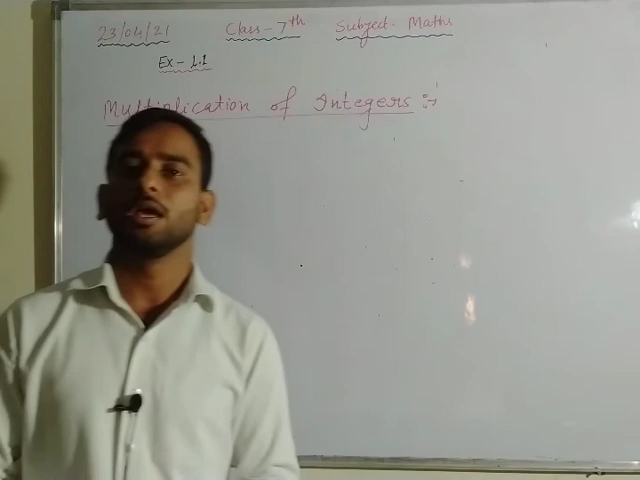 23/04/21 Class - 7th Subject - Maths
Ex - 1.1
Multiplication of Integers :-